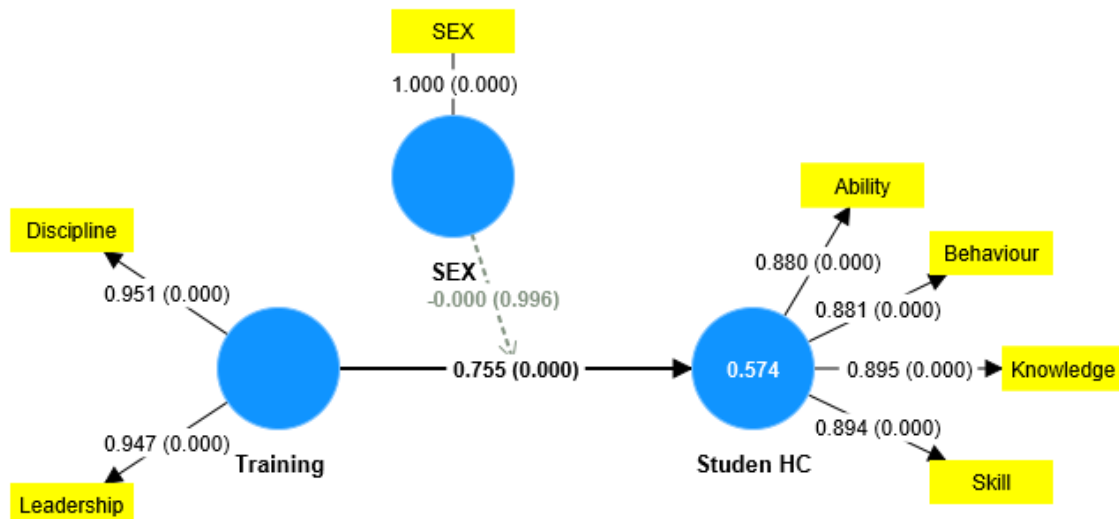 SEX
1.000 (0.000)
Ability
Discipline
0.880 (0.000)
Behaviour
SEX
0.951 (0.000)
-0.000 (0.996)
0.881 (0.000)
0.755 (0.000)
0.574
0.895 (0.000)
Knowledge
0.947 (0.000)
0.894 (0.000)
Training
Studen HC
Skill
Leadership